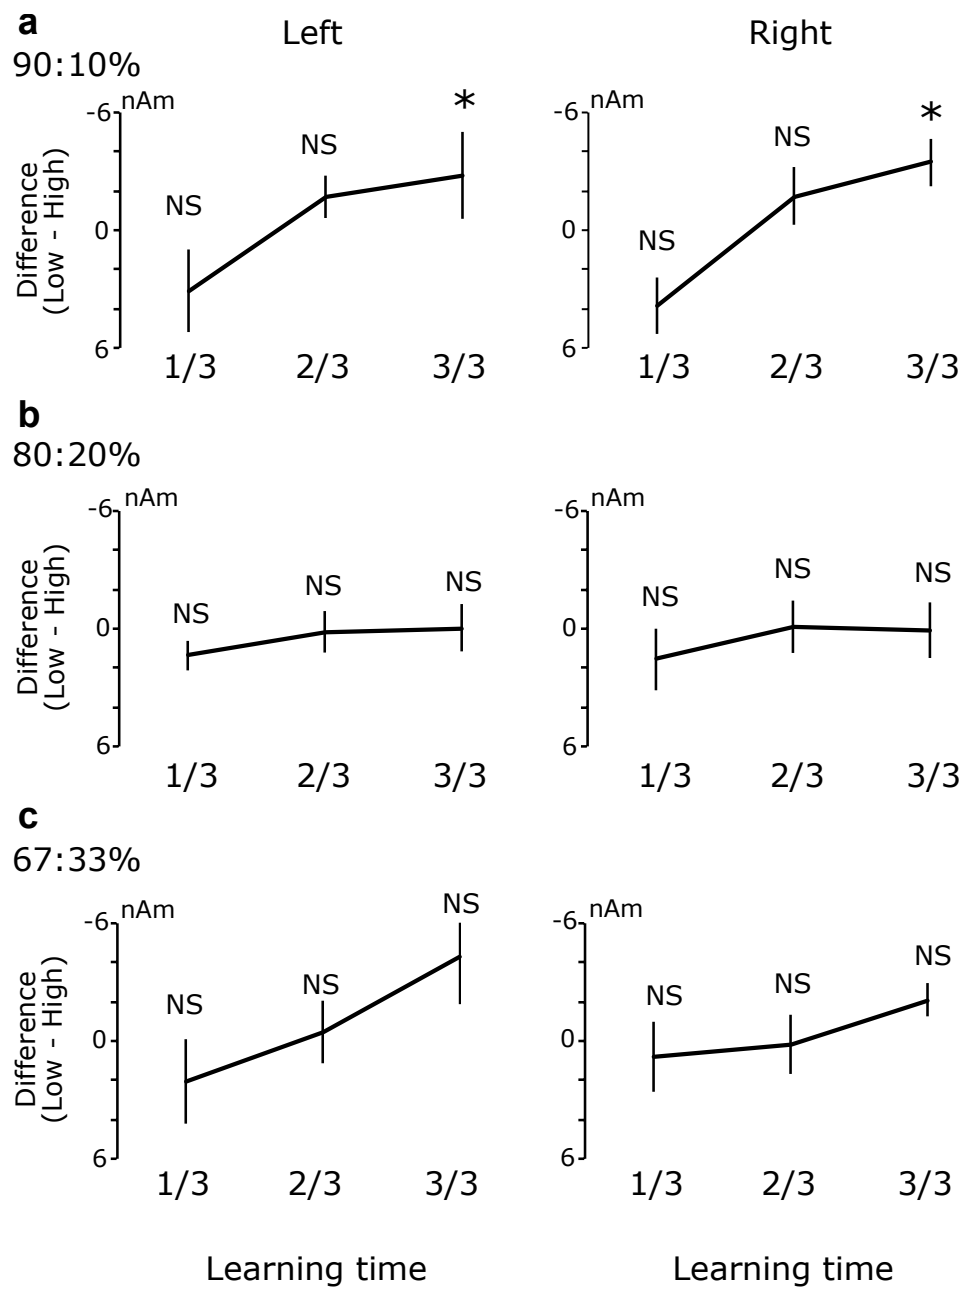 a
Left
Right
90:10%
-6 nAm
-6 nAm
*
*
NS
NS
NS
NS
Difference
(Low - High)
0
0
6
6
1/3 2/3 3/3
1/3 2/3 3/3
b
80:20%
-6 nAm
-6 nAm
NS NS NS
NS NS NS
Difference
(Low - High)
0
0
6
6
1/3 2/3 3/3
1/3 2/3 3/3
c
67:33%
-6 nAm
-6 nAm
NS NS NS
NS NS NS
Difference
(Low - High)
0
0
6
6
1/3 2/3 3/3
1/3 2/3 3/3
Learning time
Learning time